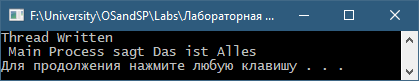 F:\University\OSandSP\Labs\Лабораторная ...
Thread Written
Main Process sagt Das ist Alles
Для продолжения нажмите любую клавишу . . .